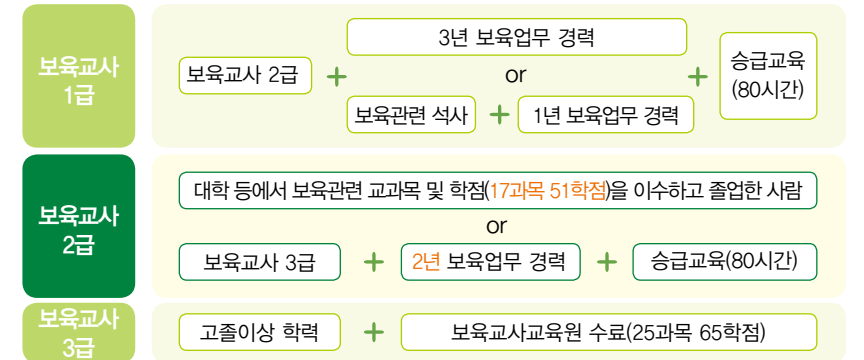 보육교사
1급
보육교사 2급
+
3년 보육업무 경력
or
보육관련 석사 + 1년 보육업무 경력
+
승급교육
(80시간)
보육교사
2급
대학 등에서 보육관련 교과목 및 학점(17과목 51학점)을 이수하고 졸업한 사람
or
보육교사 3급 + 2년 보육업무 경력 + 승급교육(80시간)
보육교사
3급
고졸이상 학력 + 보육교사교육원 수료(25과목 65학점)